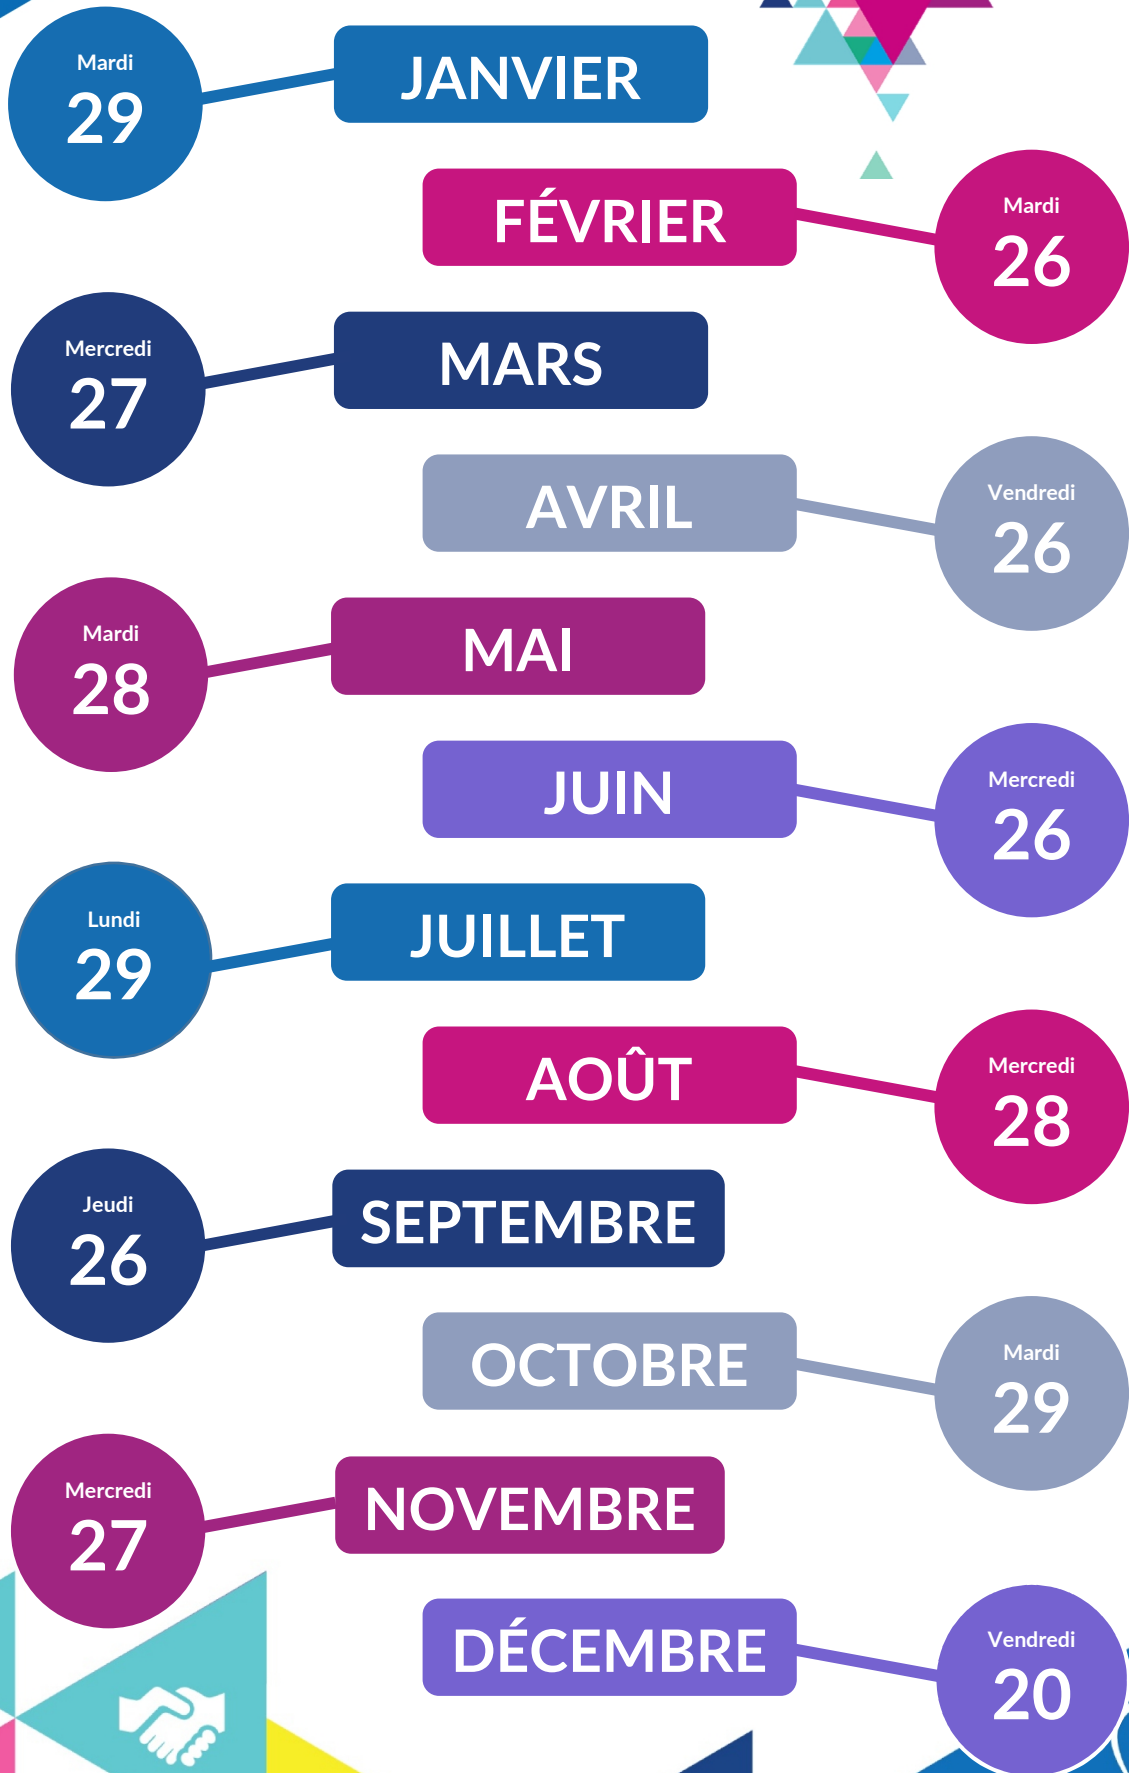 Mardi
29
JANVIER
FÉVRIER
Mardi
26
Mercredi
27
MARS
AVRIL
Vendredi
26
Mardi
28
MAI
JUIN
Mercredi
26
Lundi
29
JUILLET
AOÛT
Mercredi
28
Jeudi
26
SEPTEMBRE
OCTOBRE
Mardi
29
Mercredi
27
NOVEMBRE
DÉCEMBRE
Vendredi
20